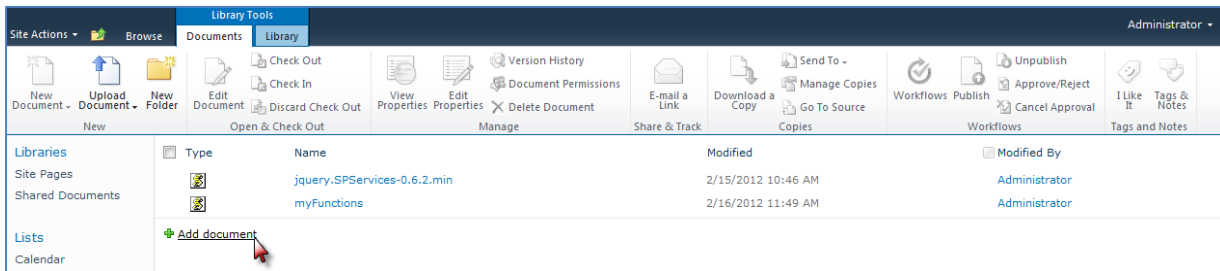 Library Tools
Site Actions Browse Documents Library Administrator
New Document
Upload Document
New Folder
New
Edit Document
Check Out
Check In
Discard Check Out
Open & Check Out
View Properties
Edit Properties
Version History
Document Permissions
Delete Document
Manage
E-mail a Link
Share & Track
Download a Copy
Send To
Manage Copies
Go To Source
Copies
Workflows
Publish
Unpublish
Approve/Reject
Cancel Approval
Workflows
I Like It
Tags & Notes
Tags and Notes
Libraries
Site Pages
Shared Documents
Lists
Calendar
Type Name Modified Modified By
jquery.SPServices-0.6.2.min 2/15/2012 10:46 AM Administrator
myFunctions 2/16/2012 11:49 AM Administrator
Add document